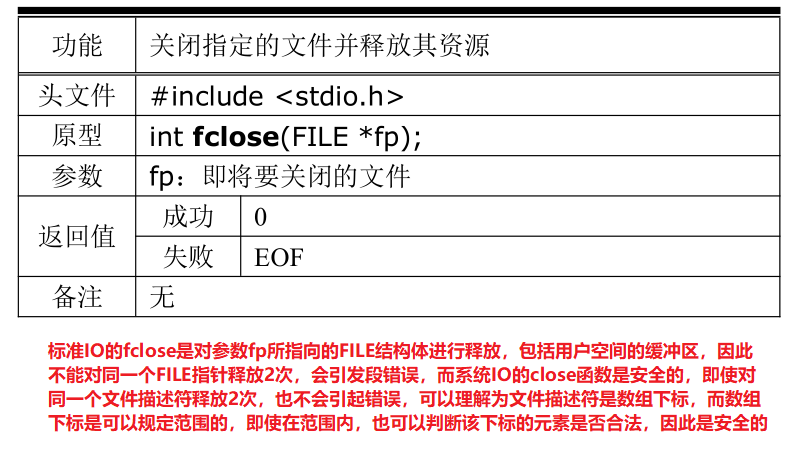 功能 关闭指定的文件并释放其资源
头文件 #include <stdio.h>
原型 int fclose(FILE *fp);
参数 fp：即将要关闭的文件
返回值 成功 0
失败 EOF
备注 无
标准IO的fclose是对参数fp所指向的FILE结构体进行释放，包括用户空间的缓冲区，因此
不能对同一个FILE指针释放2次，会引发段错误，而系统IO的close函数是安全的，即使对
同一个文件描述符释放2次，也不会引起错误，可以理解为文件描述符是数组下标，而数组
下标是可以规定范围的，即使在范围内，也可以判断该下标的元素是否合法，因此是安全的